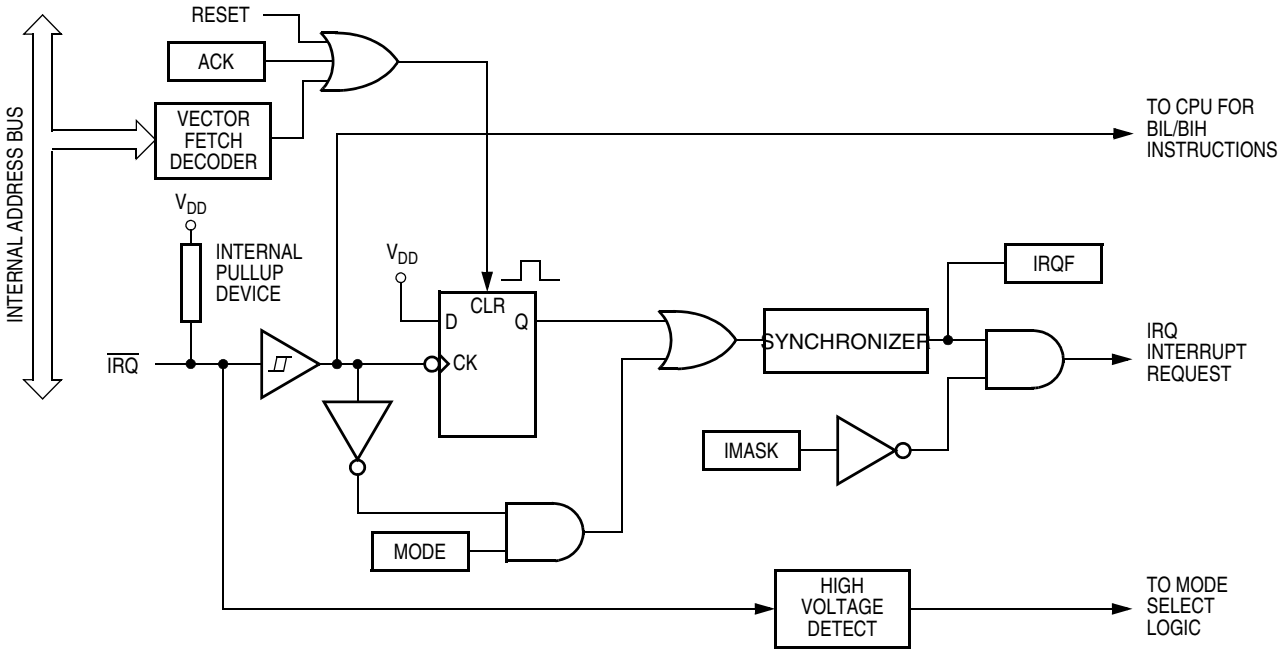 RESET
ACK
VECTOR
FETCH
DECODER
INTERNAL ADDRESS BUS
TO CPU FOR
BIL/BIH
INSTRUCTIONS
VDD
INTERNAL
PULLUP
DEVICE
VDD
CLR
D
Q
CK
IRQF
SYNCHRONIZER
IRQ
INTERRUPT
REQUEST
IRQ
IMASK
MODE
HIGH
VOLTAGE
DETECT
TO MODE
SELECT
LOGIC